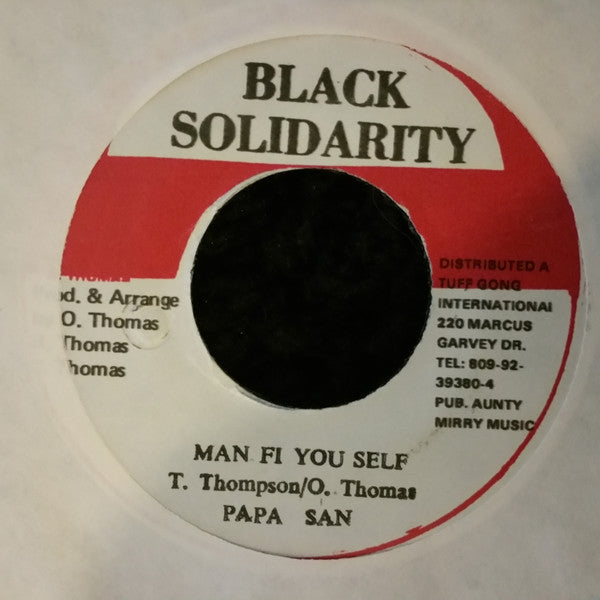 BLACK
SOLIDARITY
od. & Arrange
O. Thomas
Thomas
homas
DISTRIBUTED A
TUFF GONG
INTERNATIONAL
220 MARCUS
GARVEY DR.
TEL: 809-92-
39380-4
PUB. AUNTY
MIRRY MUSIC
MAN FI YOU SELF
T. Thompson/O. Thomas
PAPA SAN